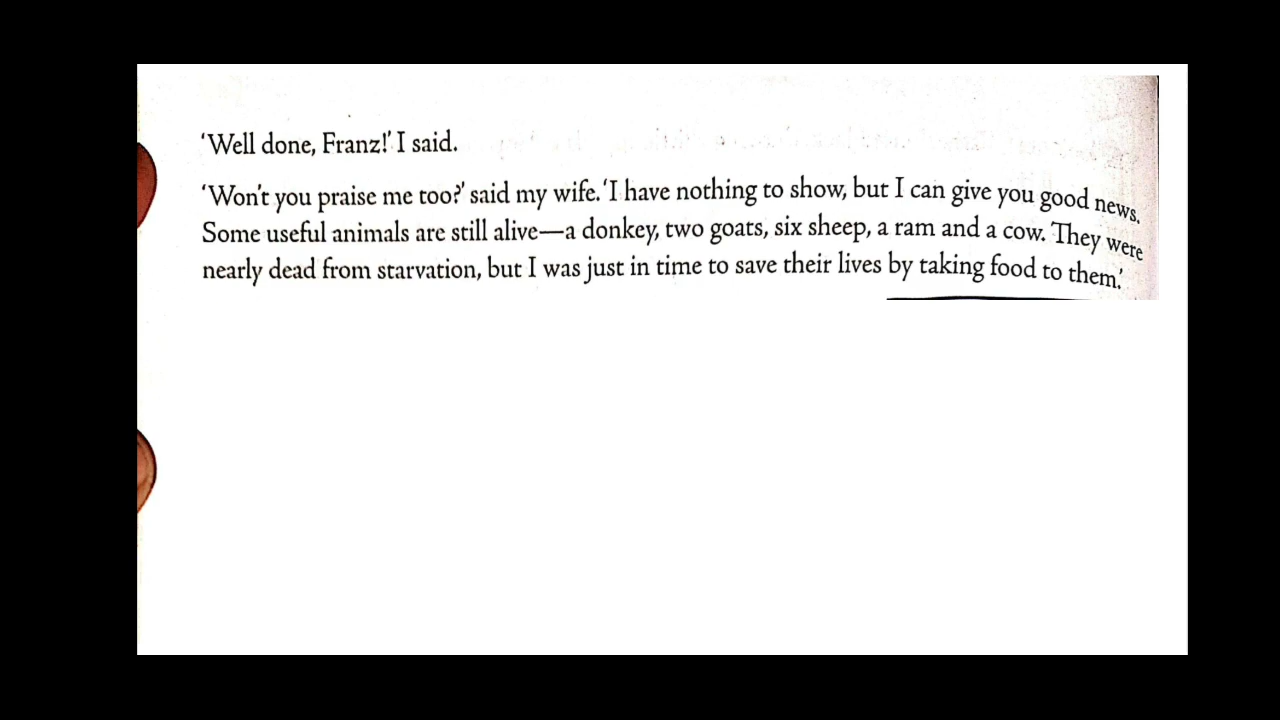 ‘Well done, Franz!’ I said.
‘Won’t you praise me too?’ said my wife. ‘I have nothing to show, but I can give you good news.
Some useful animals are still alive—a donkey, two goats, six sheep, a ram and a cow. They were
nearly dead from starvation, but I was just in time to save their lives by taking food to them.’